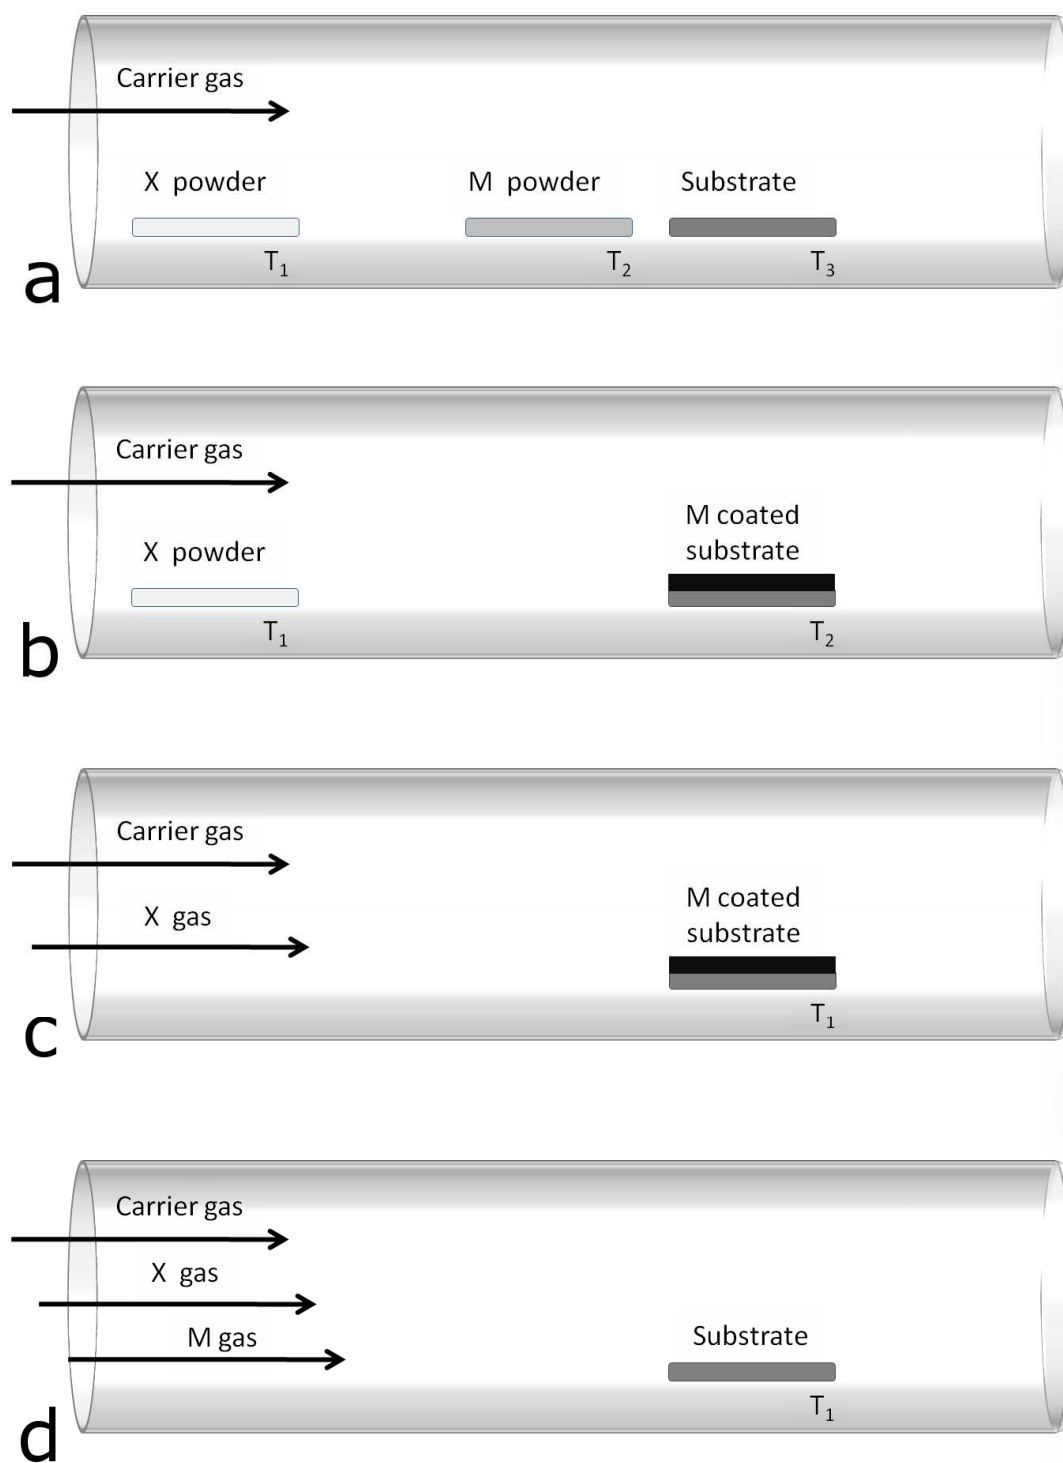 Carrier gas
X powder
M powder
Substrate
T₁
T₂
T₃
a
Carrier gas
M coated
substrate
X powder
T₁
T₂
b
Carrier gas
X gas
M coated
substrate
T₁
c
Carrier gas
X gas
M gas
Substrate
T₁
d